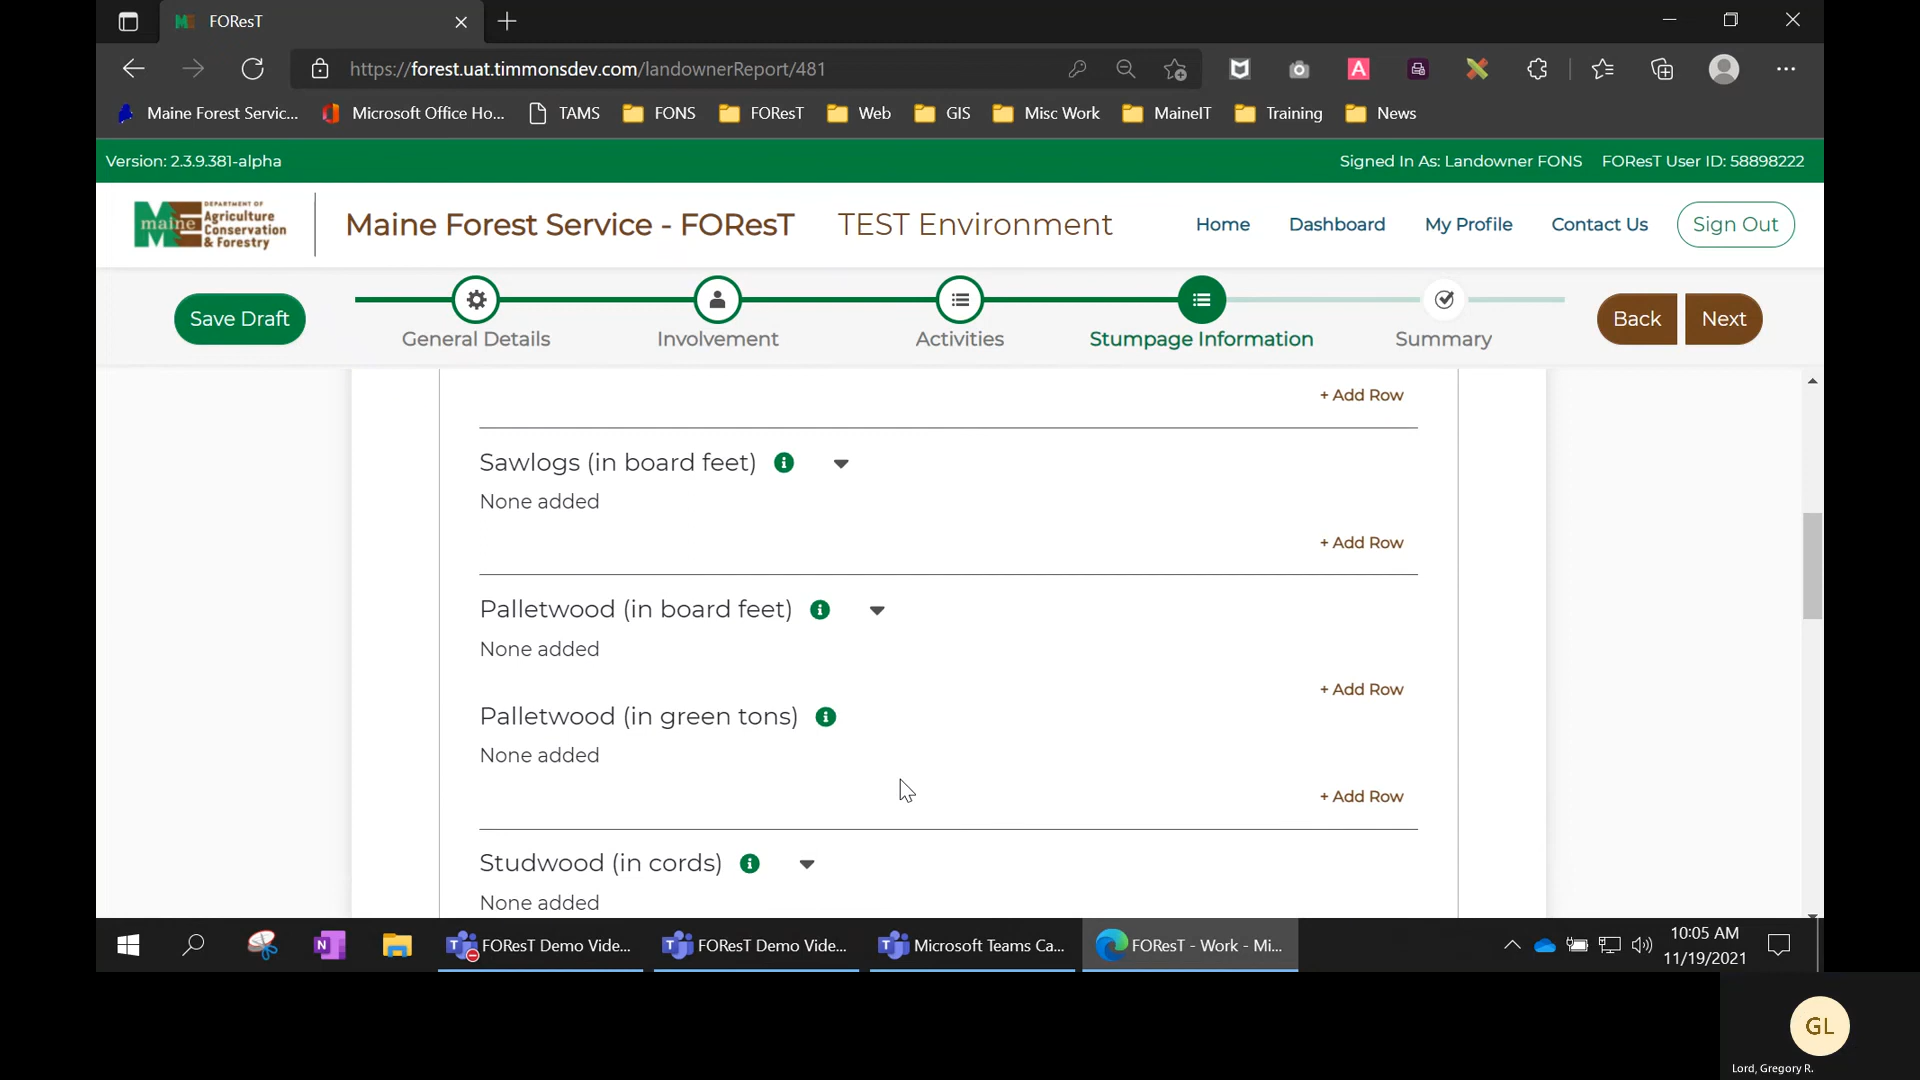 FOResT
https://forest.uat.timmonsdev.com/landownerReport/481
Maine Forest Servic... Microsoft Office Ho... TAMS FONS FOResT Web GIS Misc Work MaineIT Training News
Version: 2.3.9.381-alpha Signed In As: Landowner FONS FOResT User ID: 58898222
DEPARTMENT OF
maine Agriculture
Conservation
& Forestry
Maine Forest Service - FOResT TEST Environment Home Dashboard My Profile Contact Us Sign Out
Save Draft General Details Involvement Activities Stumpage Information Summary Back Next
+ Add Row
Sawlogs (in board feet)
None added
+ Add Row
Palletwood (in board feet)
None added
+ Add Row
Palletwood (in green tons)
None added
+ Add Row
Studwood (in cords)
None added
FOResT Demo Vide... FOResT Demo Vide... Microsoft Teams Ca... FOResT - Work - Mi... 10:05 AM
11/19/2021
GL
Lord, Gregory R.